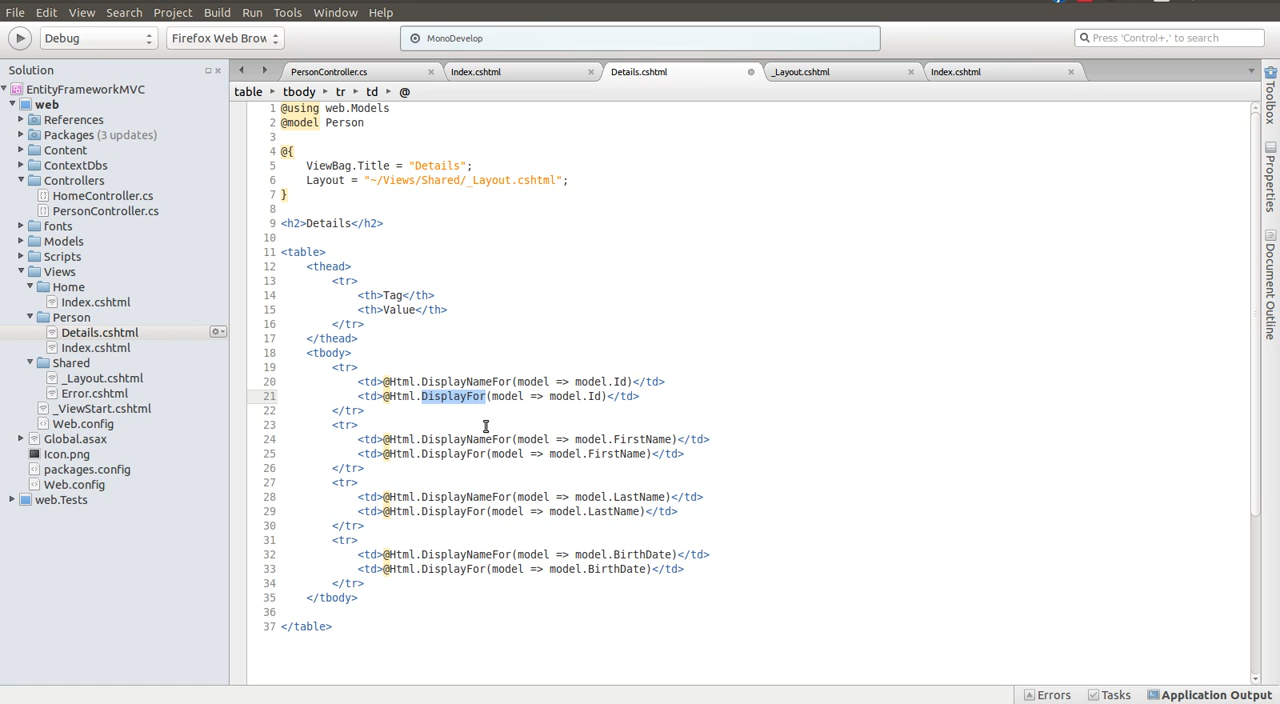 File Edit View Search Project Build Run Tools Window Help
Debug Firefox Web Brow MonoDevelop Press 'Control+,' to search
Solution
EntityFrameworkMVC
web
References
Packages (3 updates)
Content
ContextDbs
Controllers
HomeController.cs
PersonController.cs
fonts
Models
Scripts
Views
Home
Index.cshtml
Person
Details.cshtml
Index.cshtml
Shared
_Layout.cshtml
Error.cshtml
_ViewStart.cshtml
Web.config
Global.asax
Icon.png
packages.config
Web.config
web.Tests
PersonController.cs Index.cshtml Details.cshtml _Layout.cshtml Index.cshtml
table tbody tr td @
1 @using web.Models
2 @model Person
3
4 @{
5 ViewBag.Title = "Details";
6 Layout = "~/Views/Shared/_Layout.cshtml";
7 }
8
9 <h2>Details</h2>
10
11 <table>
12 <thead>
13 <tr>
14 <th>Tag</th>
15 <th>Value</th>
16 </tr>
17 </thead>
18 <tbody>
19 <tr>
20 <td>@Html.DisplayNameFor(model => model.Id)</td>
21 <td>@Html.DisplayFor(model => model.Id)</td>
22 </tr>
23 <tr>
24 <td>@Html.DisplayNameFor(model => model.FirstName)</td>
25 <td>@Html.DisplayFor(model => model.FirstName)</td>
26 </tr>
27 <tr>
28 <td>@Html.DisplayNameFor(model => model.LastName)</td>
29 <td>@Html.DisplayFor(model => model.LastName)</td>
30 </tr>
31 <tr>
32 <td>@Html.DisplayNameFor(model => model.BirthDate)</td>
33 <td>@Html.DisplayFor(model => model.BirthDate)</td>
34 </tr>
35 </tbody>
36
37 </table>
Toolbox
Properties
Document Outline
Errors Tasks Application Output